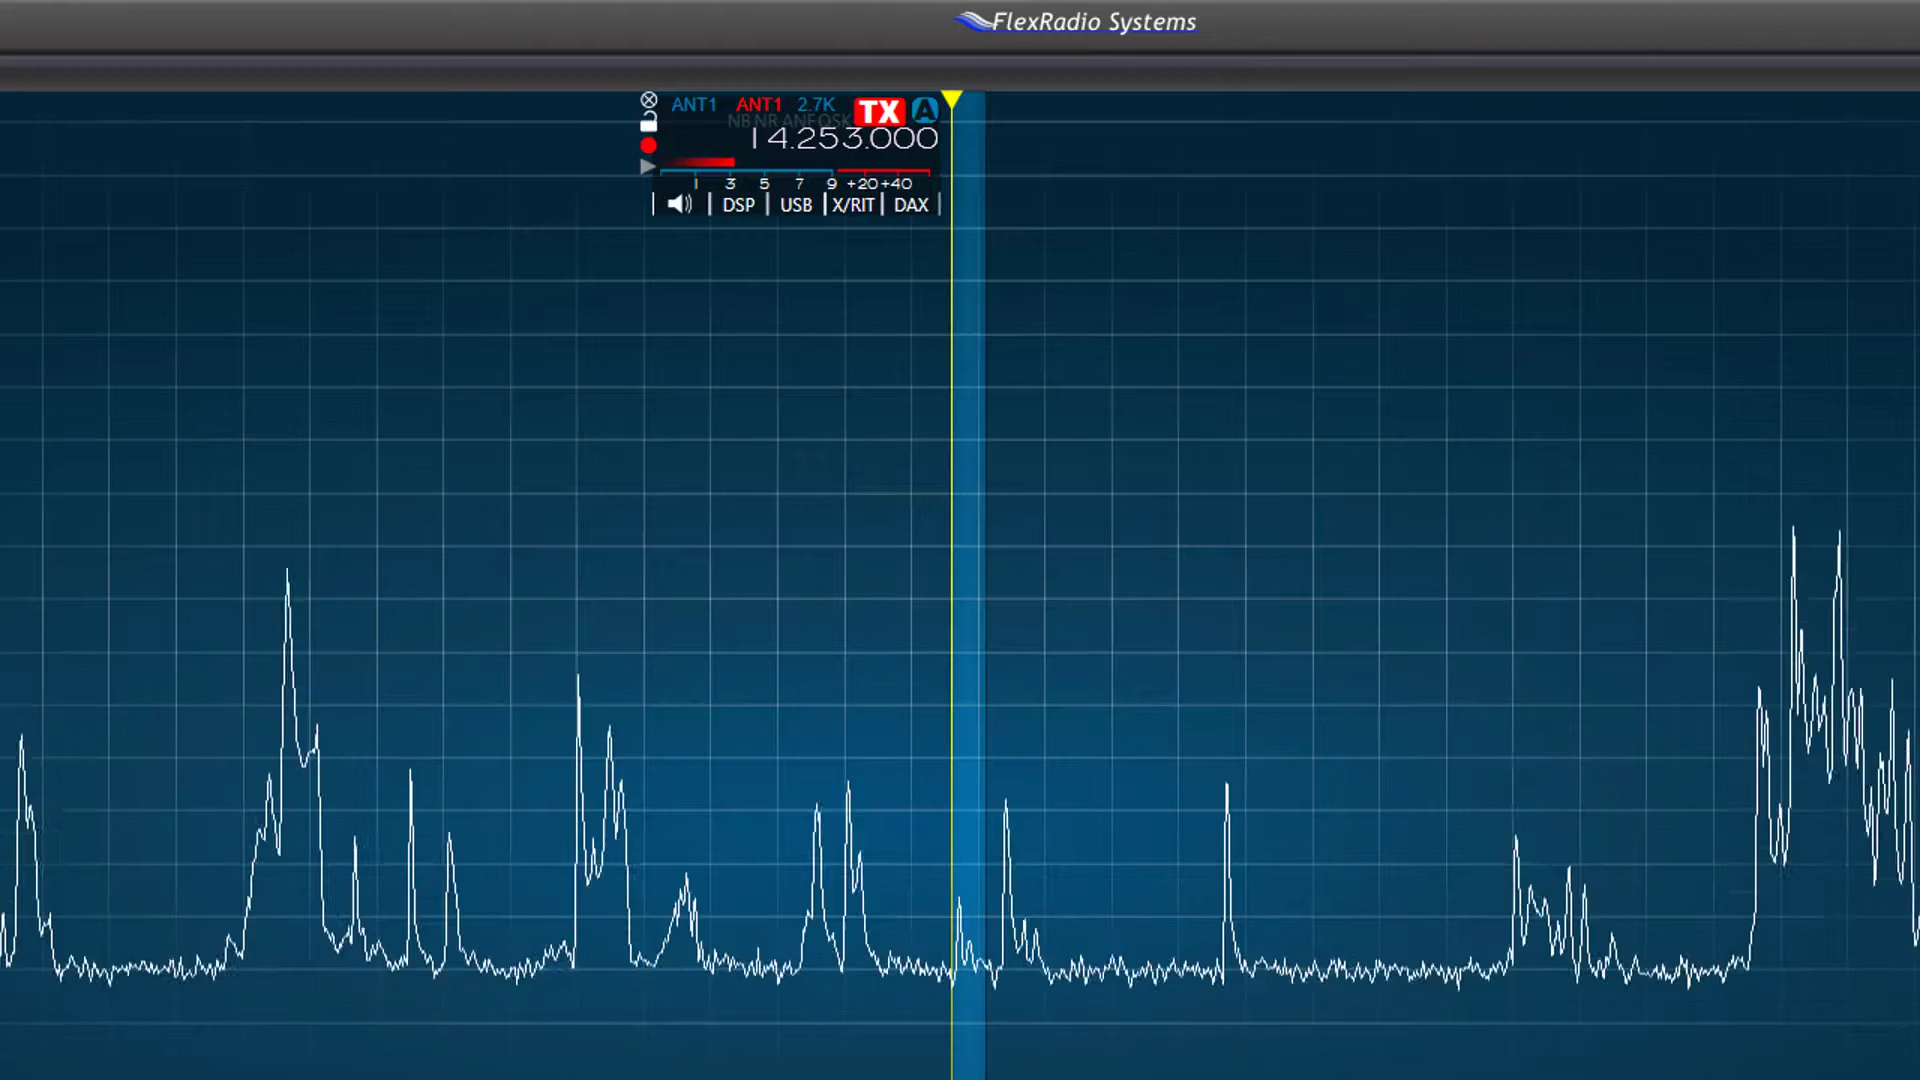 FlexRadio Systems
ANT1 ANT1 2.7K TX A
NB NR ANF QSK
14.253.000
1 3 5 7 9 +20 +40
DSP USB X/RIT DAX